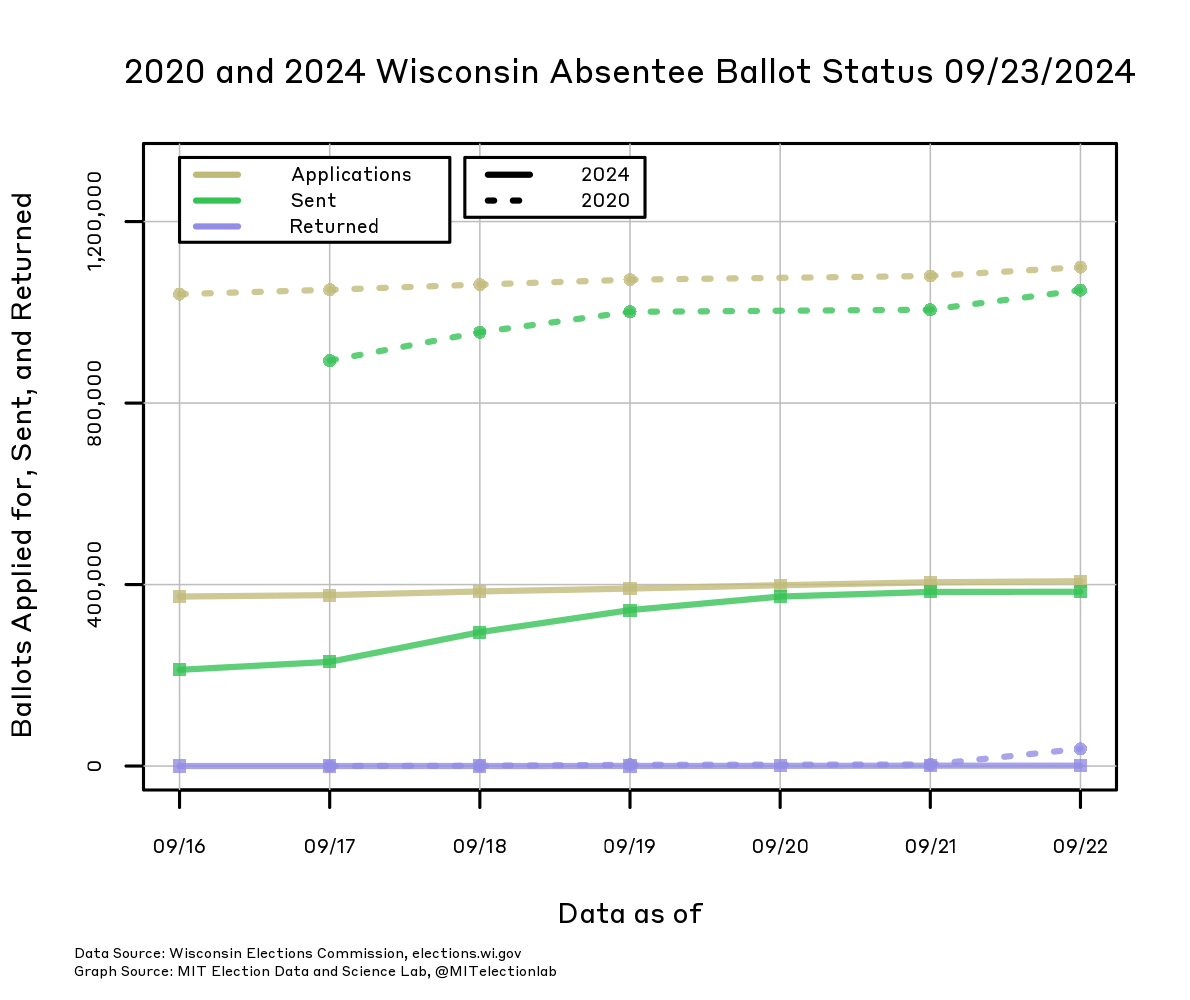 2020 and 2024 Wisconsin Absentee Ballot Status 09/23/2024
Applications
Sent
Returned
2024
2020
Ballots Applied for, Sent, and Returned
1,200,000
800,000
400,000
0
09/16 09/17 09/18 09/19 09/20 09/21 09/22
Data as of
Data Source: Wisconsin Elections Commission, elections.wi.gov
Graph Source: MIT Election Data and Science Lab, @MITelectionlab